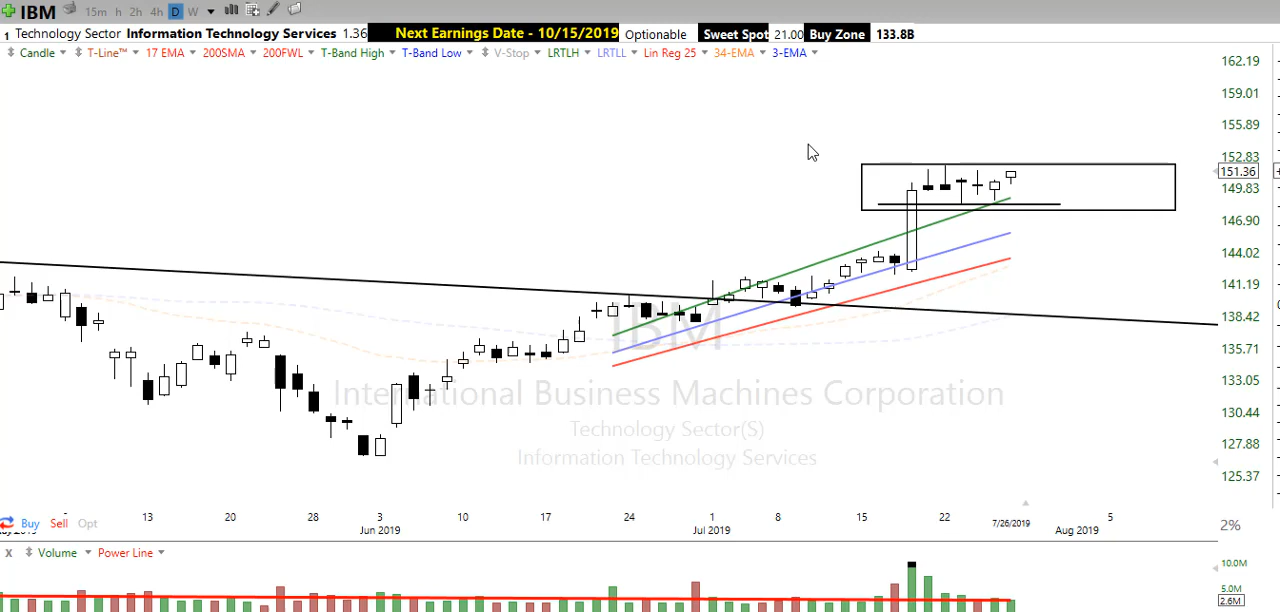 IBM 15m h 2h 4h D W
1 Technology Sector Information Technology Services 1.36 Next Earnings Date - 10/15/2019 Optionable Sweet Spot 21.00 Buy Zone 133.8B
Candle T-Line™ 17 EMA 200SMA 200FWL T-Band High T-Band Low V-Stop LRTLH LRTLL Lin Reg 25 34-EMA 3-EMA
162.19
159.01
155.89
152.83
151.36
149.83
146.90
144.02
141.19
138.42
135.71
133.05
130.44
127.88
125.37
IBM
International Business Machines Corporation
Technology Sector(S)
Information Technology Services
13 20 28 3 10 17 24 1 8 15 22 7/26/2019 5
Buy Sell Opt 2%
2019 Jun 2019 Jul 2019 Aug 2019
X Volume Power Line
10.0M
5.0M
2.6M